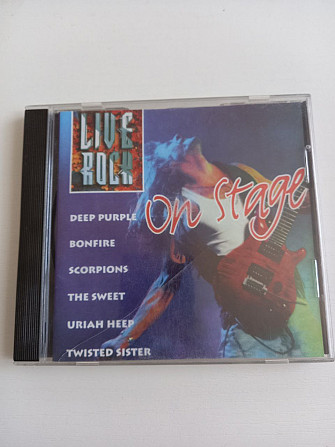 LIVE
ROCK
On Stage
DEEP PURPLE
BONFIRE
SCORPIONS
THE SWEET
URIAH HEEP
TWISTED SISTER